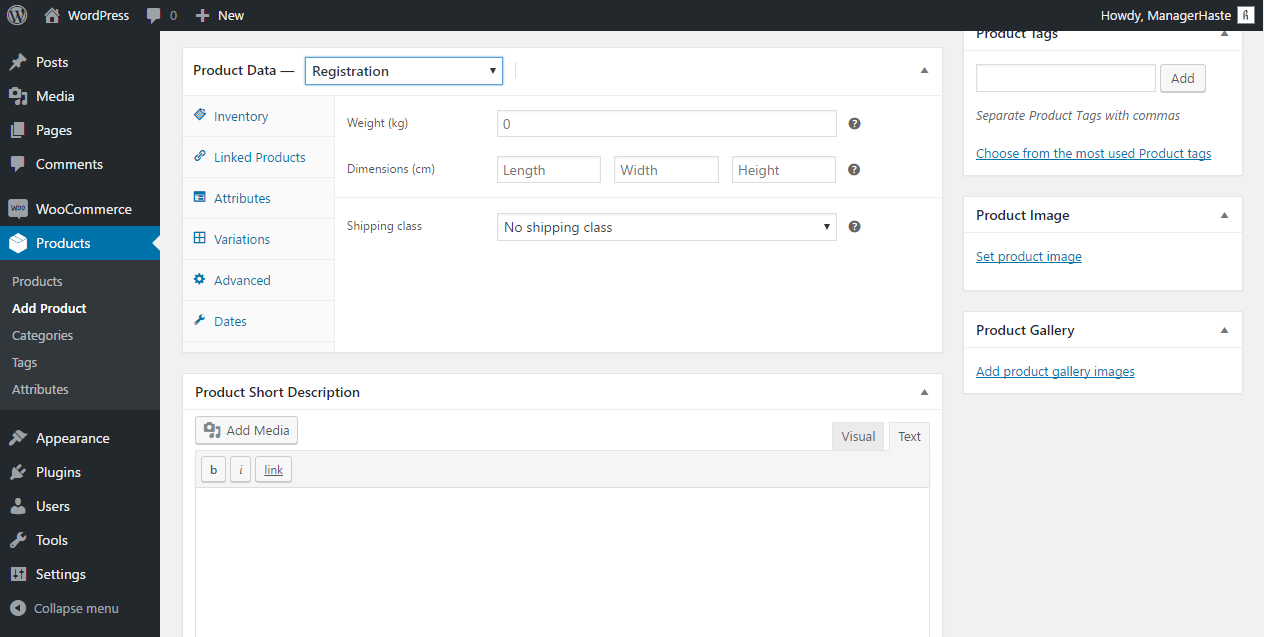 WordPress 0 New Howdy, ManagerHaste
Posts
Media
Pages
Comments
WOO WooCommerce
Products
Products
Add Product
Categories
Tags
Attributes
Appearance
Plugins
Users
Tools
Settings
Collapse menu
Product Data — Registration
Inventory
Linked Products
Attributes
Variations
Advanced
Dates
Weight (kg) 0 ?
Dimensions (cm) Length Width Height ?
Shipping class No shipping class ?
Product Short Description
Add Media
Visual Text
b i link
Product Tags
Add
Separate Product Tags with commas
Choose from the most used Product tags
Product Image
Set product image
Product Gallery
Add product gallery images